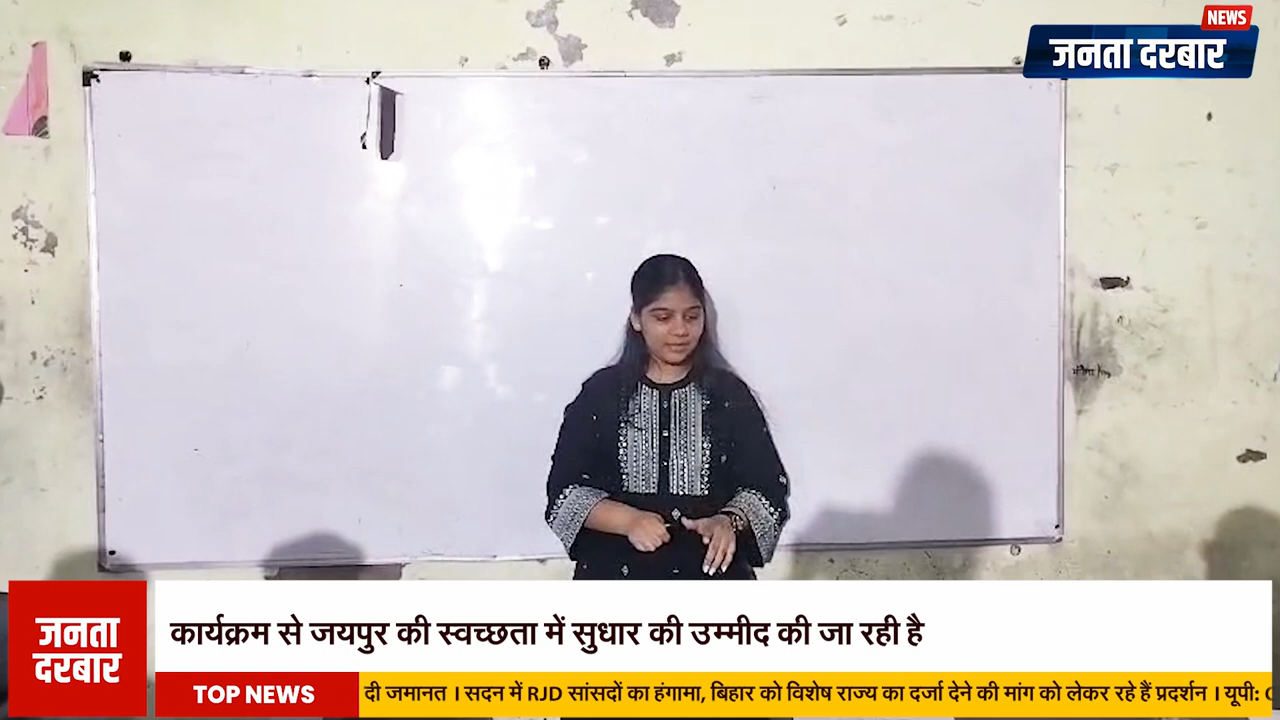 NEWS
जनता दरबार
जनता
दरबार
कार्यक्रम से जयपुर की स्वच्छता में सुधार की उम्मीद की जा रही है
TOP NEWS
दी जमानत । सदन में RJD सांसदों का हंगामा, बिहार को विशेष राज्य का दर्जा देने की मांग को लेकर रहे हैं प्रदर्शन । यूपी: